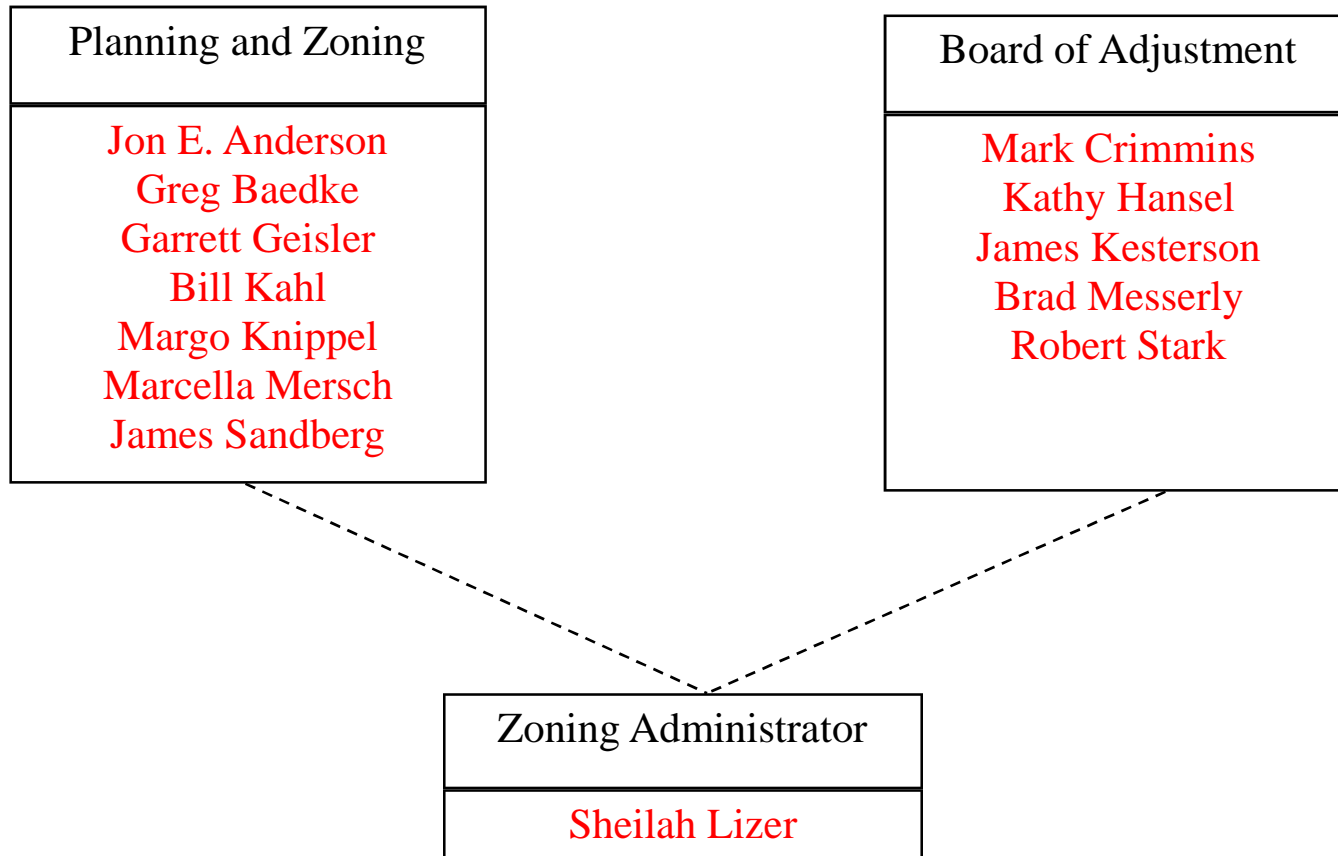 Planning and Zoning
Jon E. Anderson
Greg Baedke
Garrett Geisler
Bill Kahl
Margo Knippel
Marcella Mersch
James Sandberg
Board of Adjustment
Mark Crimmins
Kathy Hansel
James Kesterson
Brad Messerly
Robert Stark
Zoning Administrator
Sheilah Lizer